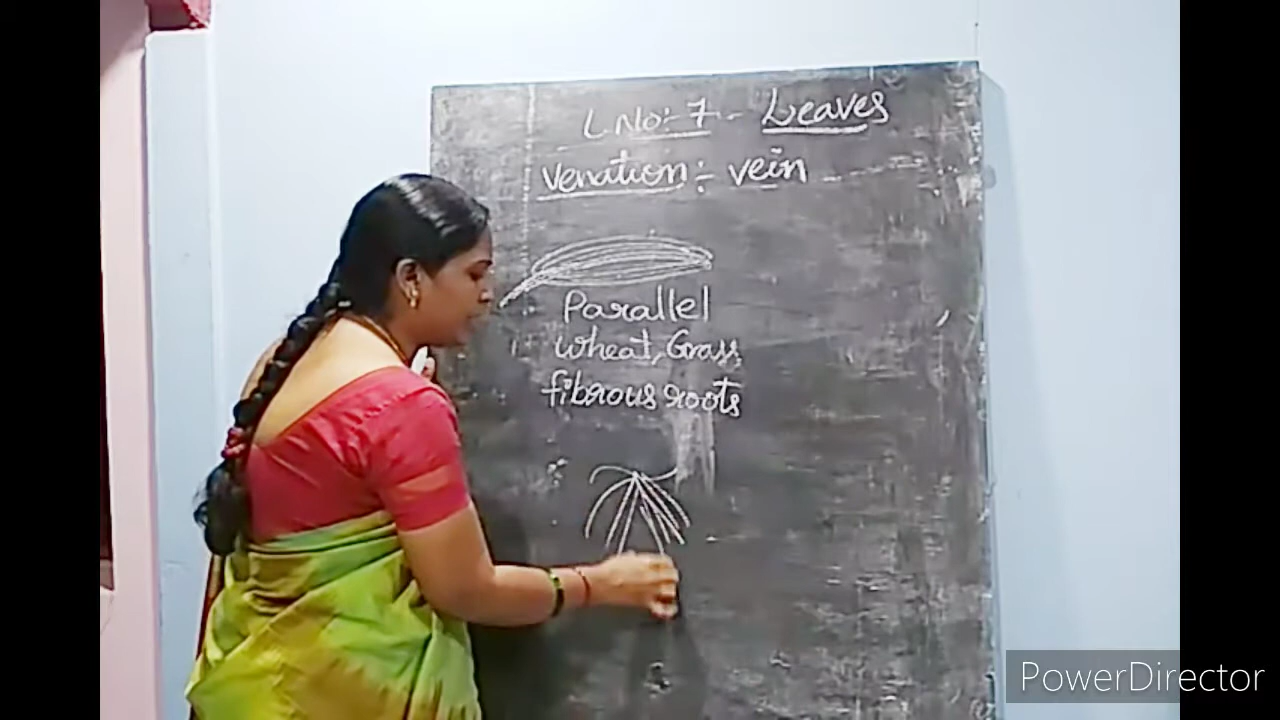 L.No:- 7 - Leaves
Venation :- vein
Parallel
Wheat, Grass,
fibrous roots
PowerDirector